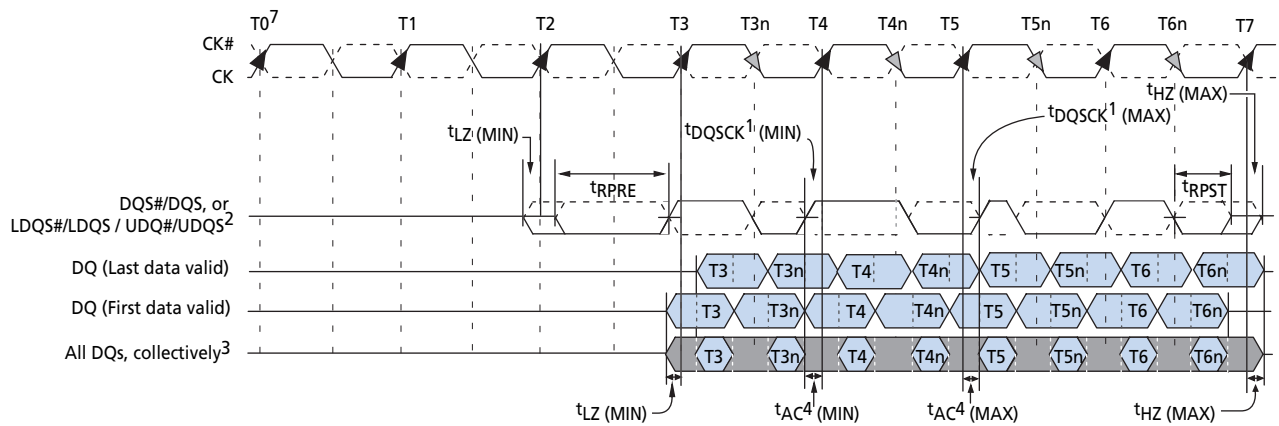 T0⁷ T1 T2 T3 T3n T4 T4n T5 T5n T6 T6n T7
CK#
CK
tHZ (MAX)
tLZ (MIN) tDQSCK¹ (MIN) tDQSCK¹ (MAX)
tRPRE tRPST
DQS#/DQS, or
LDQS#/LDQS / UDQ#/UDQS²
DQ (Last data valid) T3 T3n T4 T4n T5 T5n T6 T6n
DQ (First data valid) T3 T3n T4 T4n T5 T5n T6 T6n
All DQs, collectively³ T3 T3n T4 T4n T5 T5n T6 T6n
tLZ (MIN) tAC⁴ (MIN) tAC⁴ (MAX) tHZ (MAX)